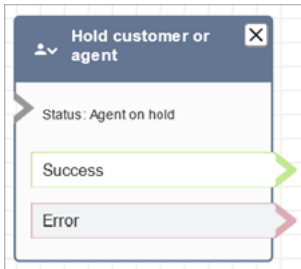 Hold customer or
agent
Status: Agent on hold
Success
Error